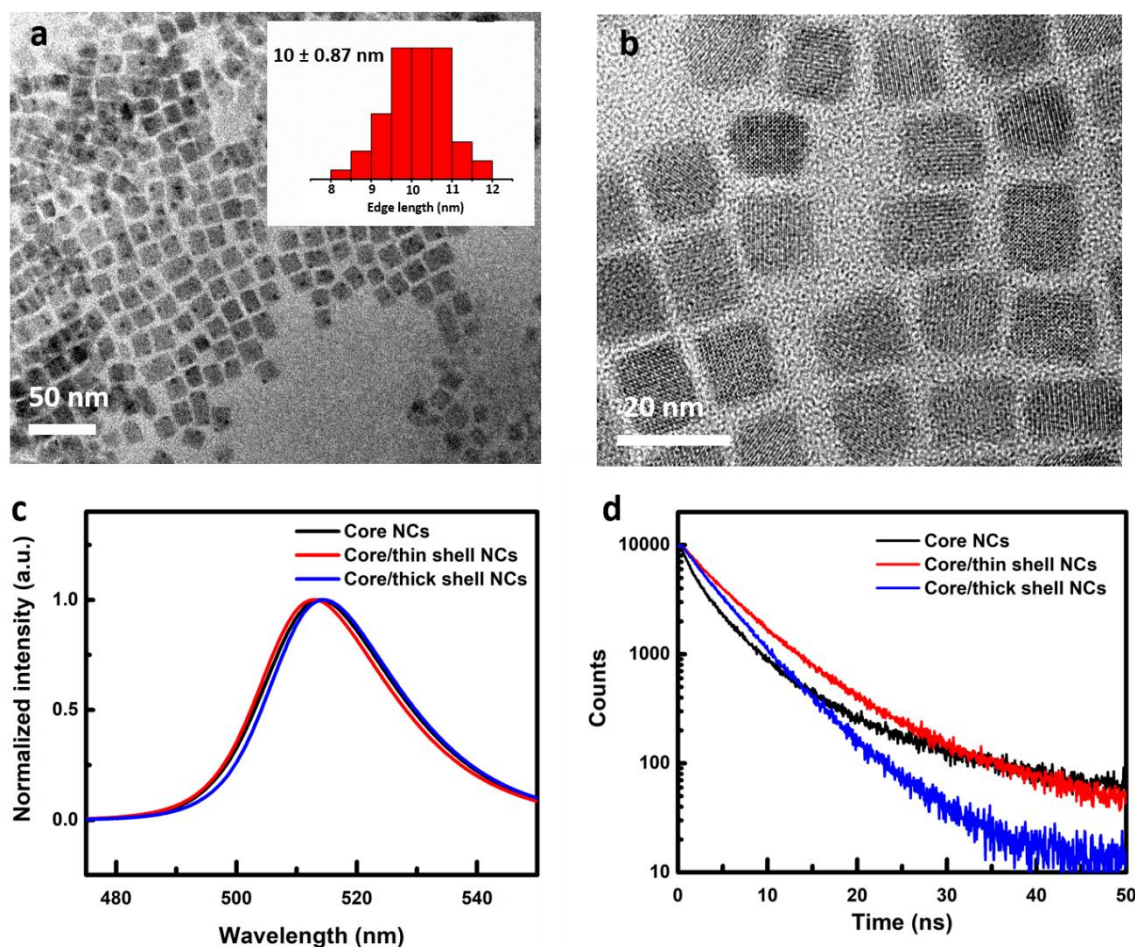 a
10 ± 0.87 nm
8 9 10 11 12
Edge length (nm)
50 nm
b
20 nm
c
Core NCs
Core/thin shell NCs
Core/thick shell NCs
Normalized intensity (a.u.)
1.0
0.5
0.0
480 500 520 540
Wavelength (nm)
d
Core NCs
Core/thin shell NCs
Core/thick shell NCs
Counts
10000
1000
100
10
0 10 20 30 40 50
Time (ns)